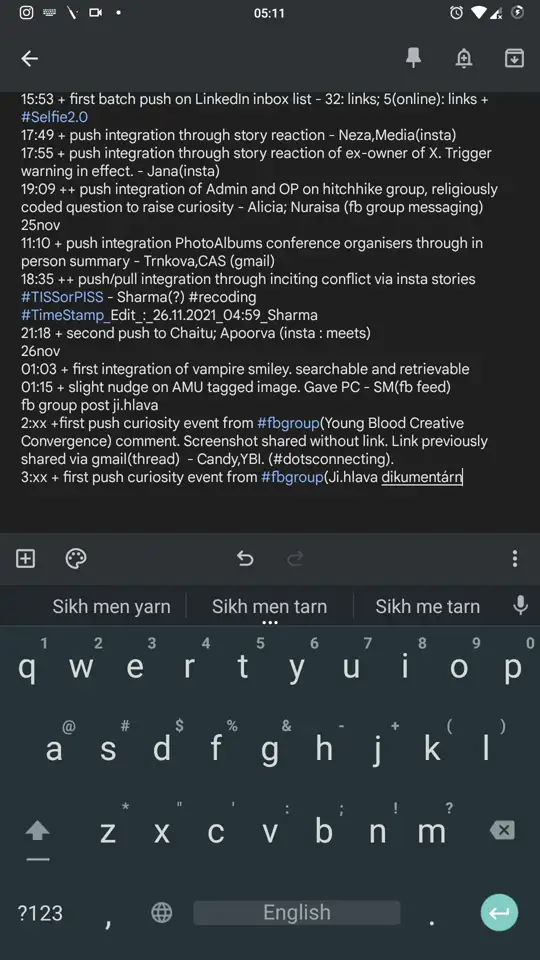 05:11
15:53 + first batch push on LinkedIn inbox list - 32: links; 5(online): links +
#Selfie2.0
17:49 + push integration through story reaction - Neza,Media(insta)
17:55 + push integration through story reaction of ex-owner of X. Trigger
warning in effect. - Jana(insta)
19:09 ++ push integration of Admin and OP on hitchhike group, religiously
coded question to raise curiosity - Alicia; Nuraisa (fb group messaging)
25nov
11:10 + push integration PhotoAlbums conference organisers through in
person summary - Trnkova,CAS (gmail)
18:35 ++ push/pull integration through inciting conflict via insta stories
#TISSorPISS - Sharma(?) #recoding
#TimeStamp_Edit_:_26.11.2021_04:59_Sharma
21:18 + second push to Chaitu; Apoorva (insta : meets)
26nov
01:03 + first integration of vampire smiley. searchable and retrievable
01:15 + slight nudge on AMU tagged image. Gave PC - SM(fb feed)
fb group post ji.hlava
2:xx +first push curiosity event from #fbgroup(Young Blood Creative
Convergence) comment. Screenshot shared without link. Link previously
shared via gmail(thread)  - Candy,YBI. (#dotsconnecting).
3:xx + first push curiosity event from #fbgroup(Ji.hlava dikumentárn
Sikh men yarn Sikh men tarn Sikh me tarn
1 2 3 4 5 6 7 8 9 0
q w e r t y u i o p
@ # $ % & - + ( )
a s d f g h j k l
* " ' : ; ! ?
z x c v b n m
?123 , English .